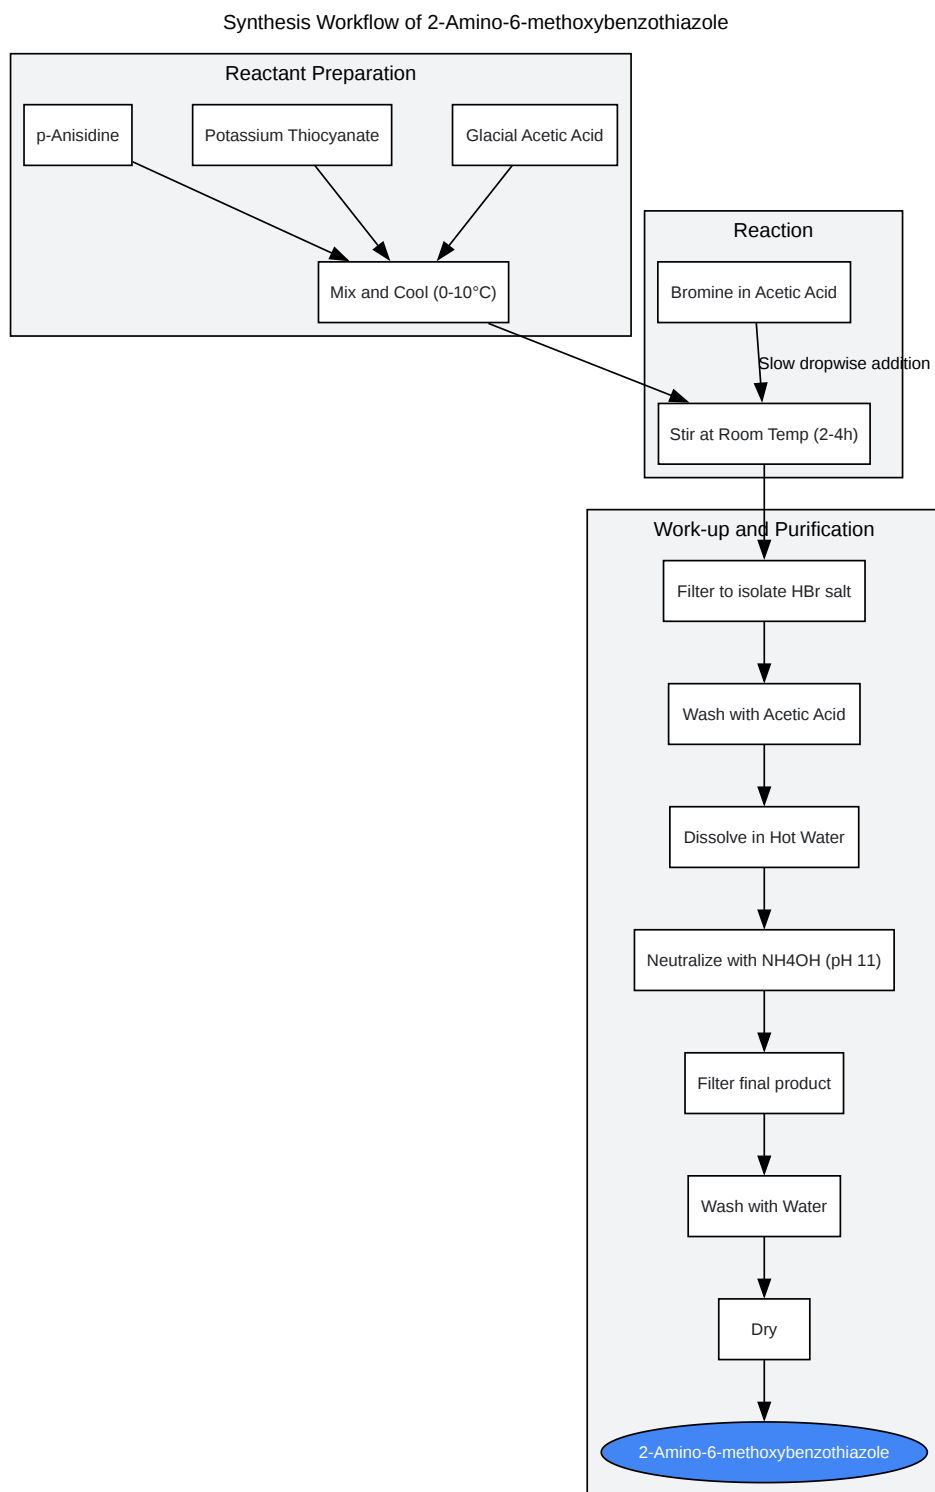 Synthesis Workflow of 2-Amino-6-methoxybenzothiazole
Reactant Preparation
p-Anisidine
Potassium Thiocyanate
Glacial Acetic Acid
Mix and Cool (0-10°C)
Reaction
Bromine in Acetic Acid
Slow dropwise addition
Stir at Room Temp (2-4h)
Work-up and Purification
Filter to isolate HBr salt
Wash with Acetic Acid
Dissolve in Hot Water
Neutralize with NH4OH (pH 11)
Filter final product
Wash with Water
Dry
2-Amino-6-methoxybenzothiazole